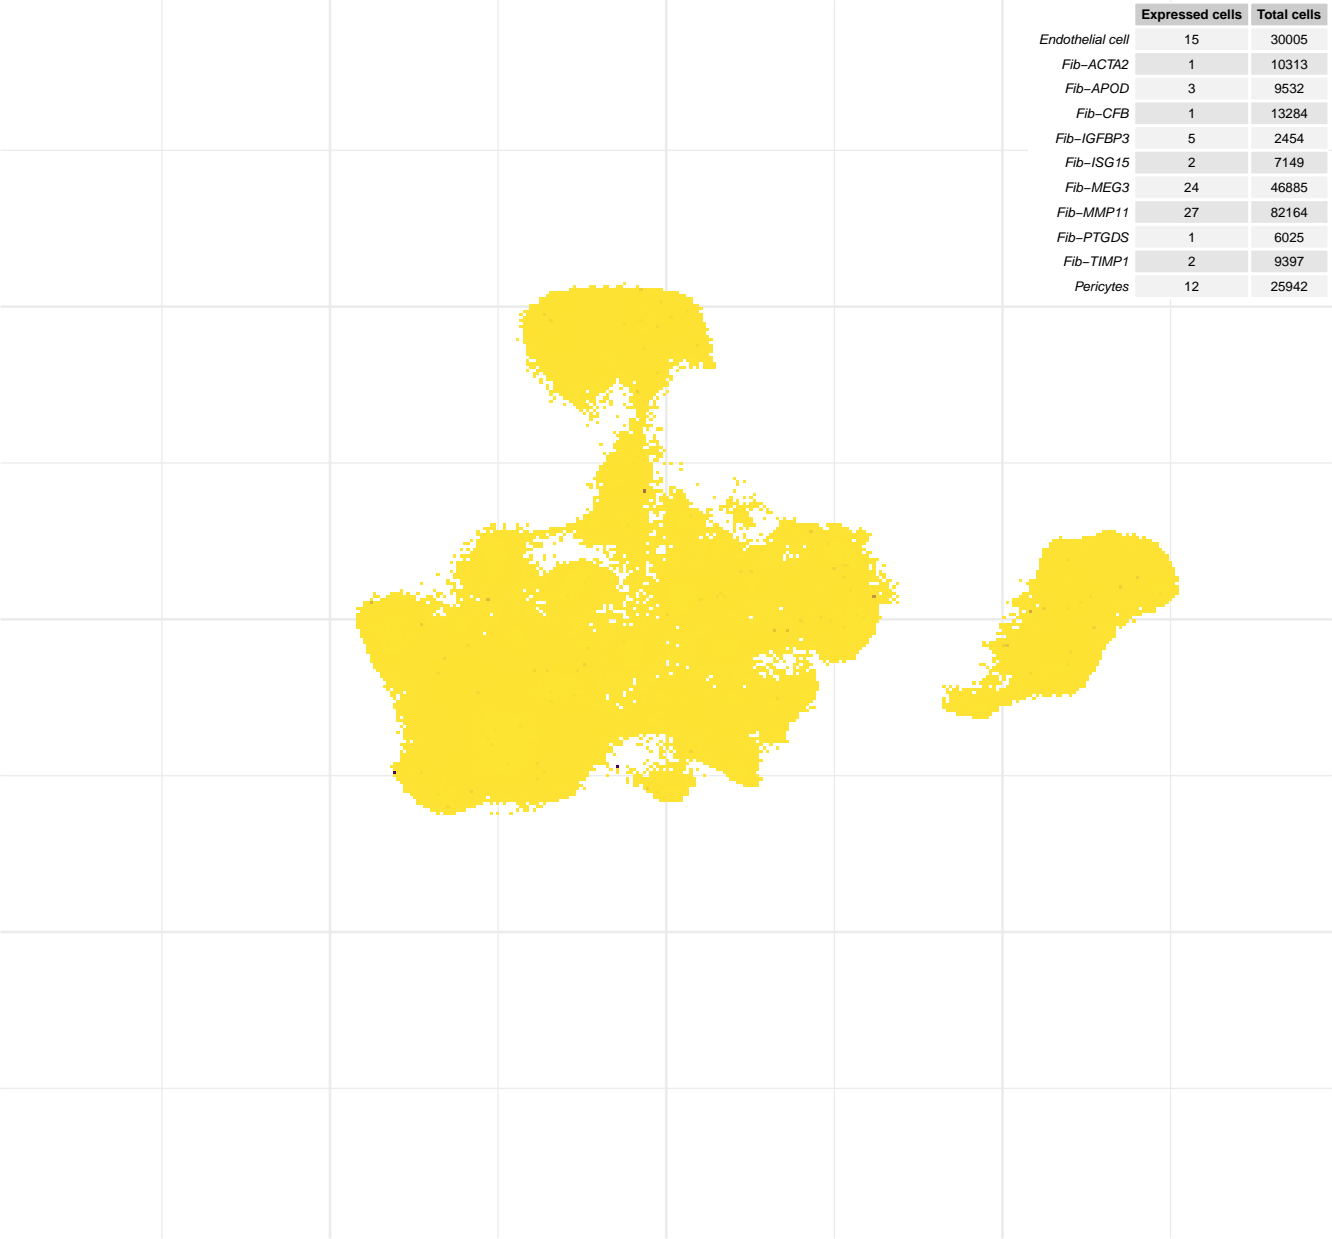 Expressed cells Total cells
Endothelial cell 15 30005
Fib−ACTA2 1 10313
Fib−APOD 3 9532
Fib−CFB 1 13284
Fib−IGFBP3 5 2454
Fib−ISG15 2 7149
Fib−MEG3 24 46885
Fib−MMP11 27 82164
Fib−PTGDS 1 6025
Fib−TIMP1 2 9397
Pericytes 12 25942